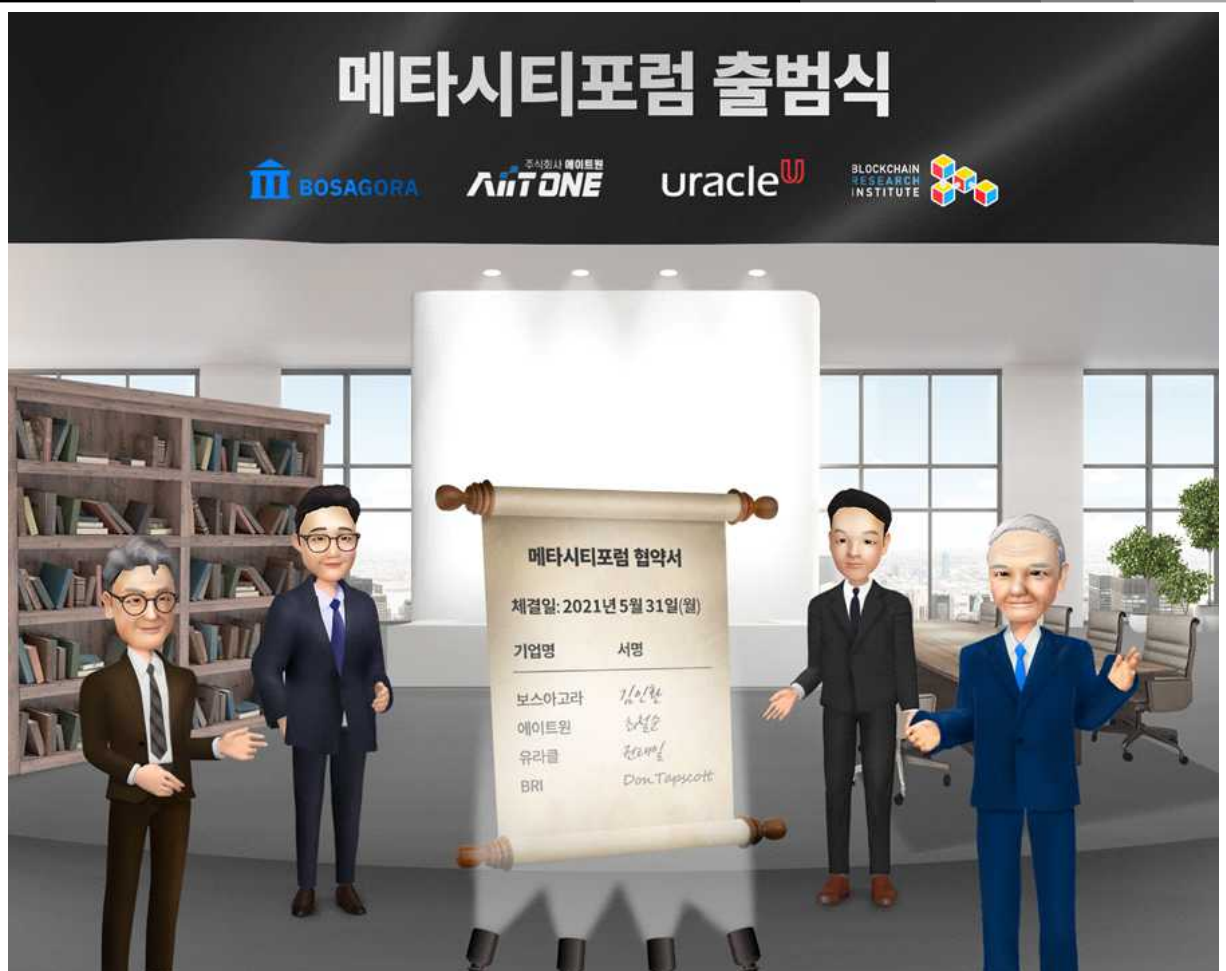 메타시티포럼 출범식
BOSAGORA
주식회사 에이트원
AIITONE
uracle U
BLOCKCHAIN
RESEARCH
INSTITUTE
메타시티포럼 협약서
체결일: 2021년 5월 31일(월)
기업명 서명
보스아고라 김인환
에이트원
유라클
BRI Don Tapscott